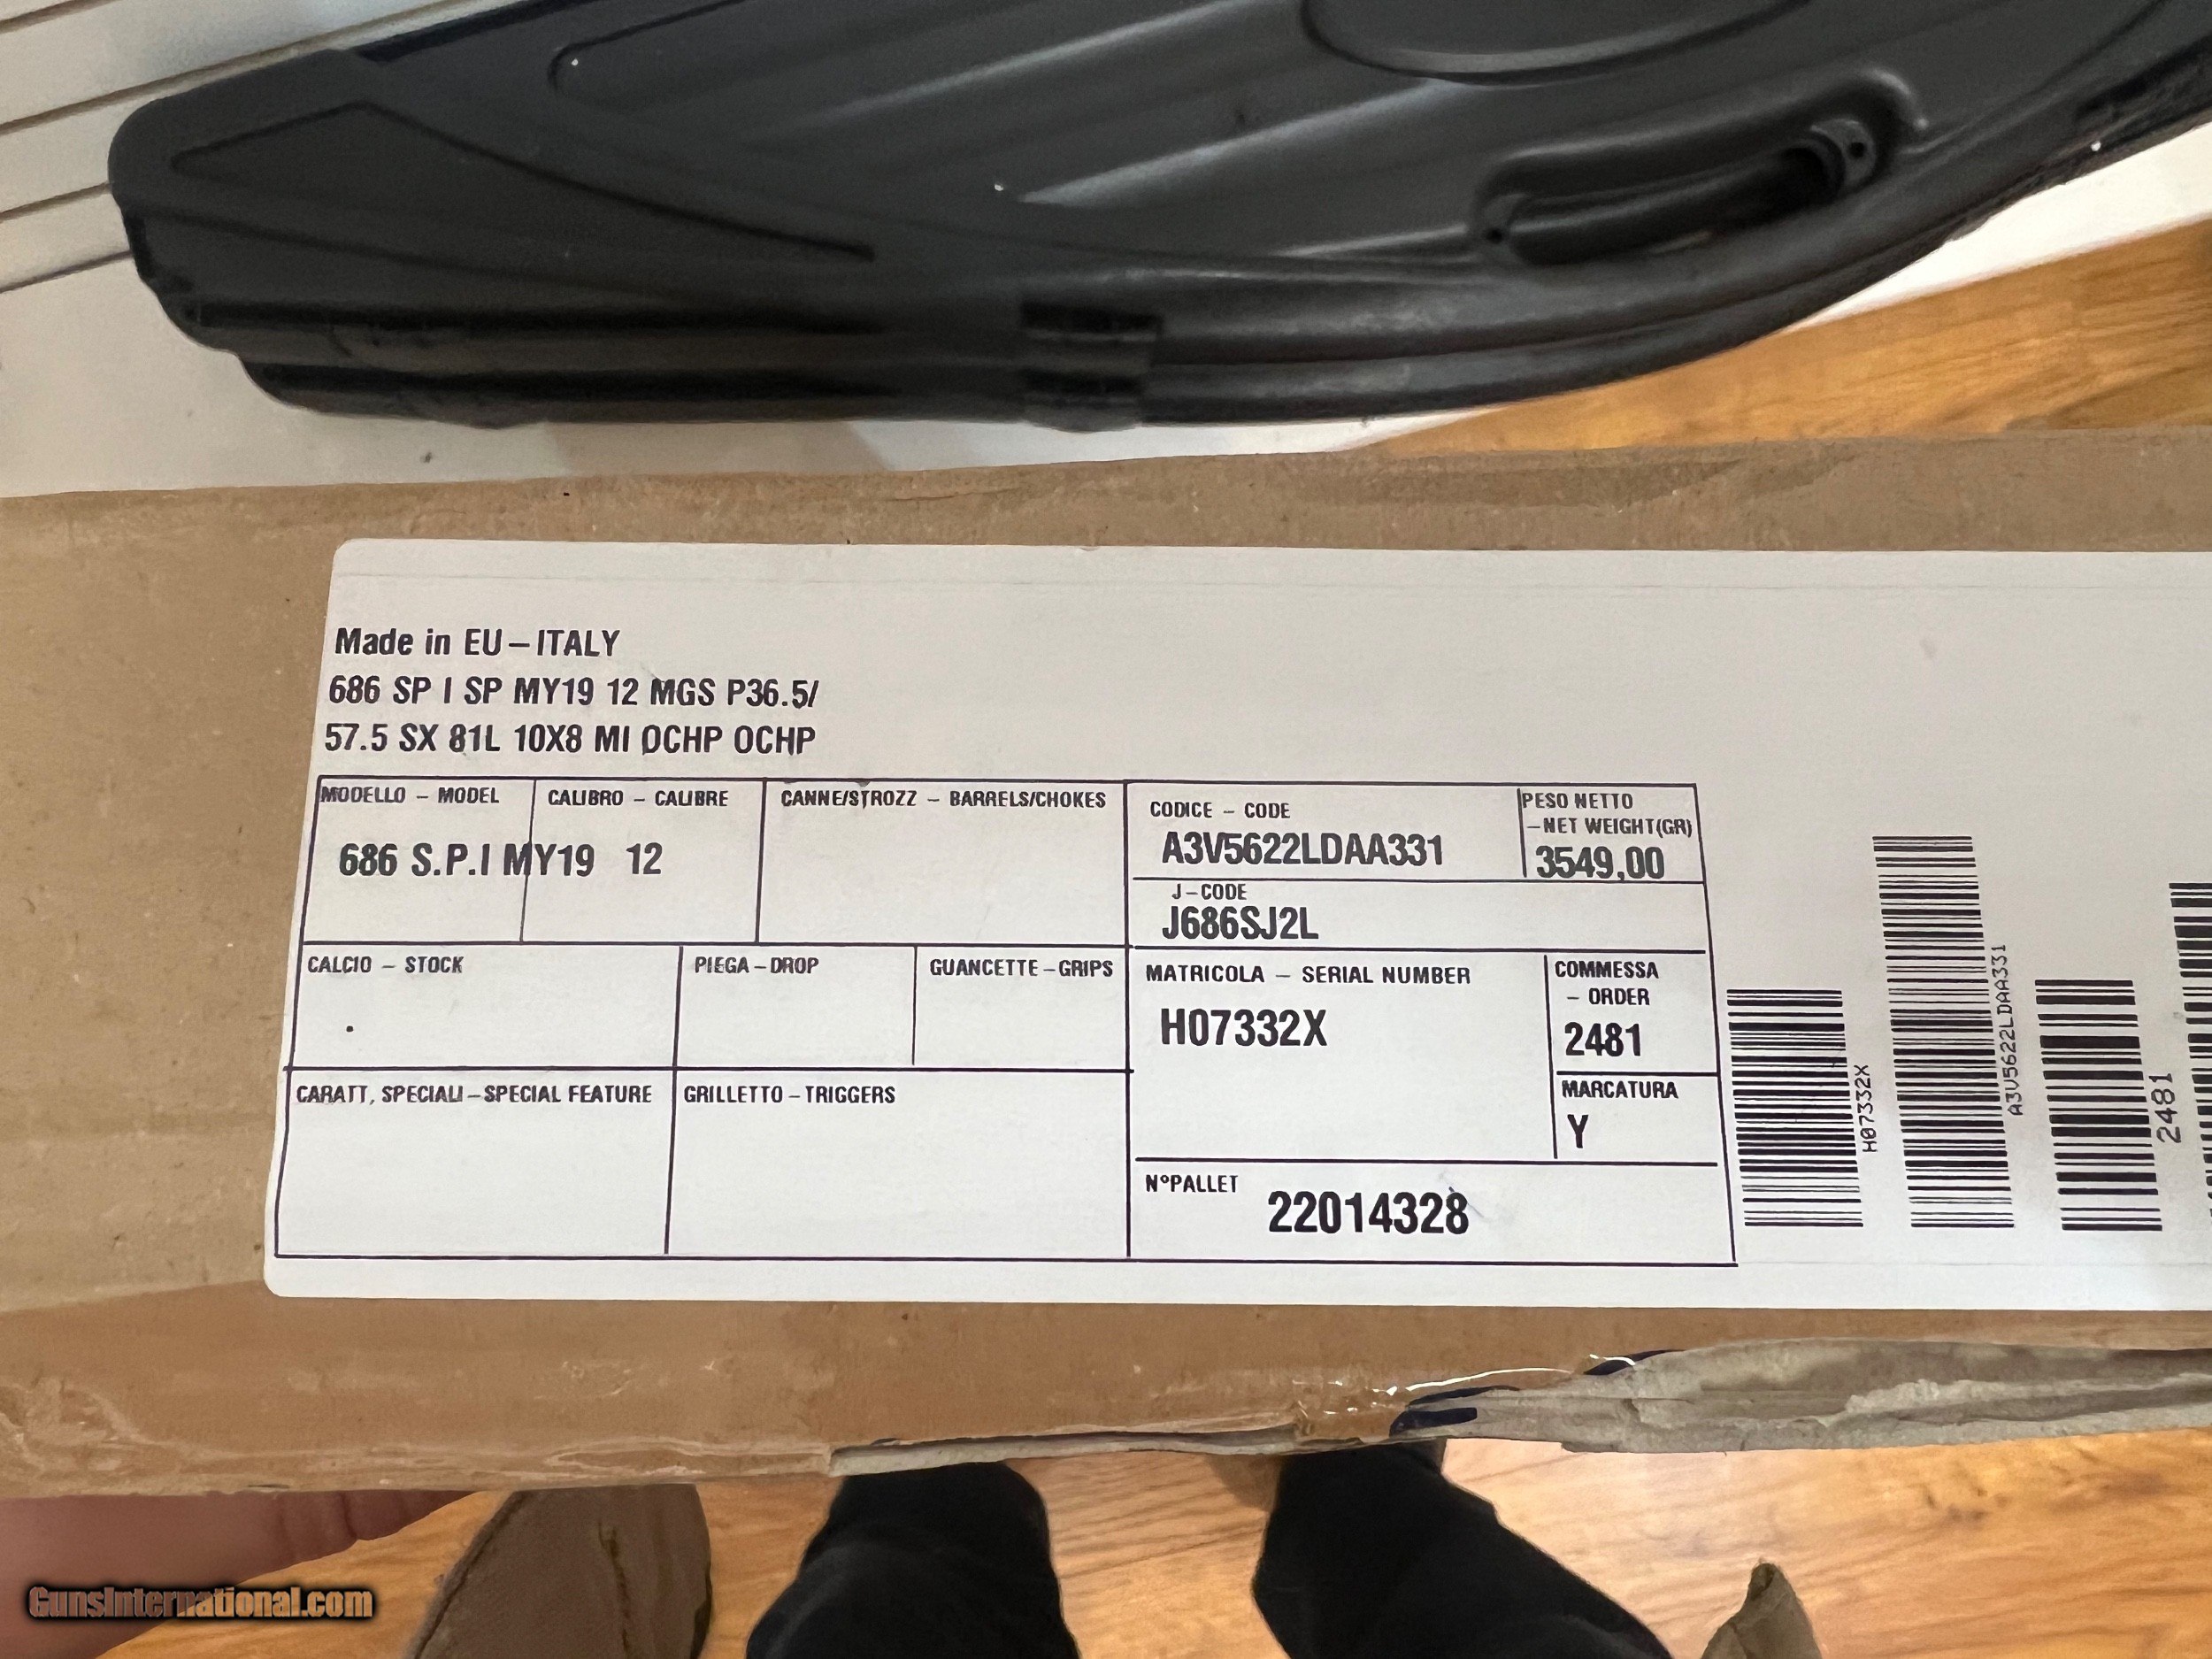 Made in EU-ITALY
686 SP I SP MY19 12 MGS P36.5/
57.5 SX 81L 10X8 MI OCHP OCHP
MODELLO - MODEL
686 S.P.I MY19
CALIBRO - CALIBRE
12
CANNE/STROZZ - BARRELS/CHOKES
CODICE - CODE
A3V5622LDAA331
PESO NETTO
-NET WEIGHT(GR)
3549,00
J-CODE
J686SJ2L
CALCIO - STOCK
PIEGA-DROP
GUANCETTE-GRIPS
MATRICOLA - SERIAL NUMBER
H07332X
COMMESSA
- ORDER
2481
MARCATURA
Y
CARATT, SPECIALI-SPECIAL FEATURE
GRILLETTO-TRIGGERS
N°PALLET
22014328
H07332X
A3V5622LDAA331
2481
GunsInternational.com